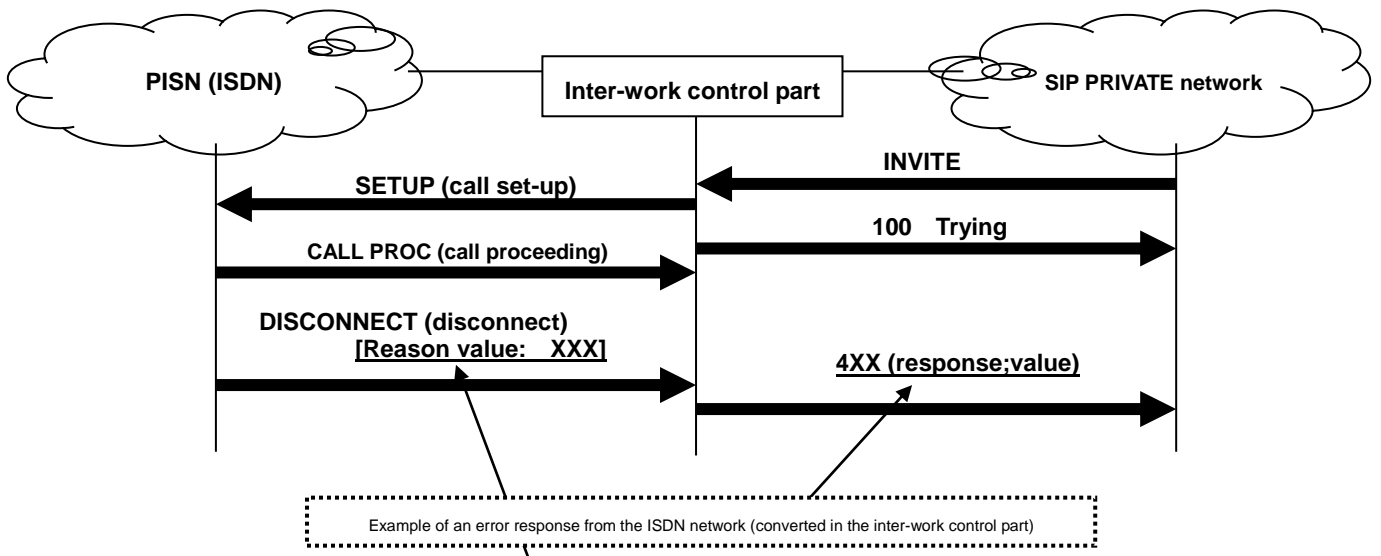 PISN (ISDN)
Inter-work control part
SIP PRIVATE network
INVITE
SETUP (call set-up)
100 Trying
CALL PROC (call proceeding)
DISCONNECT (disconnect)
[Reason value: XXX]
4XX (response;value)
Example of an error response from the ISDN network (converted in the inter-work control part)